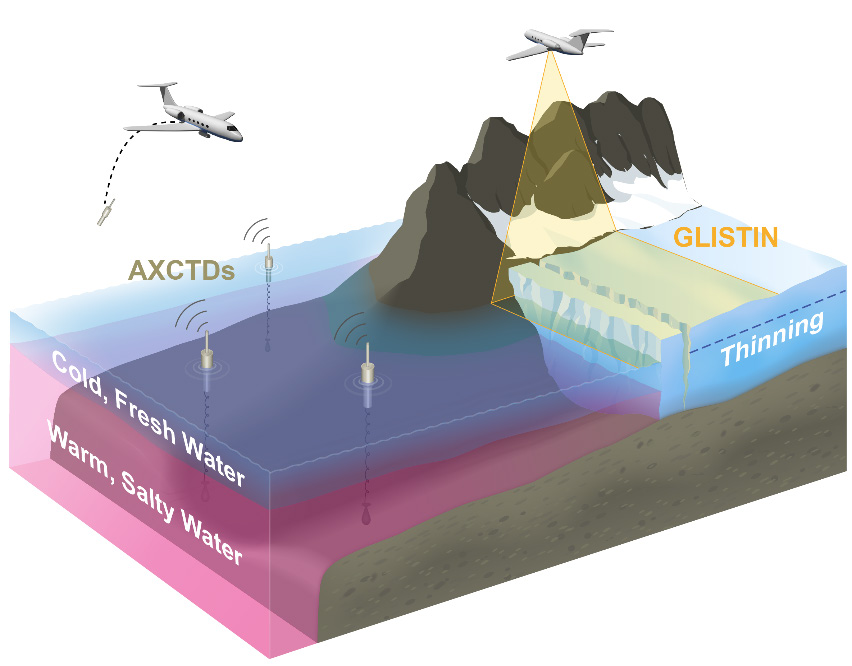 GLISTIN
AXCTDs
Thinning
Cold, Fresh Water
Warm, Salty Water